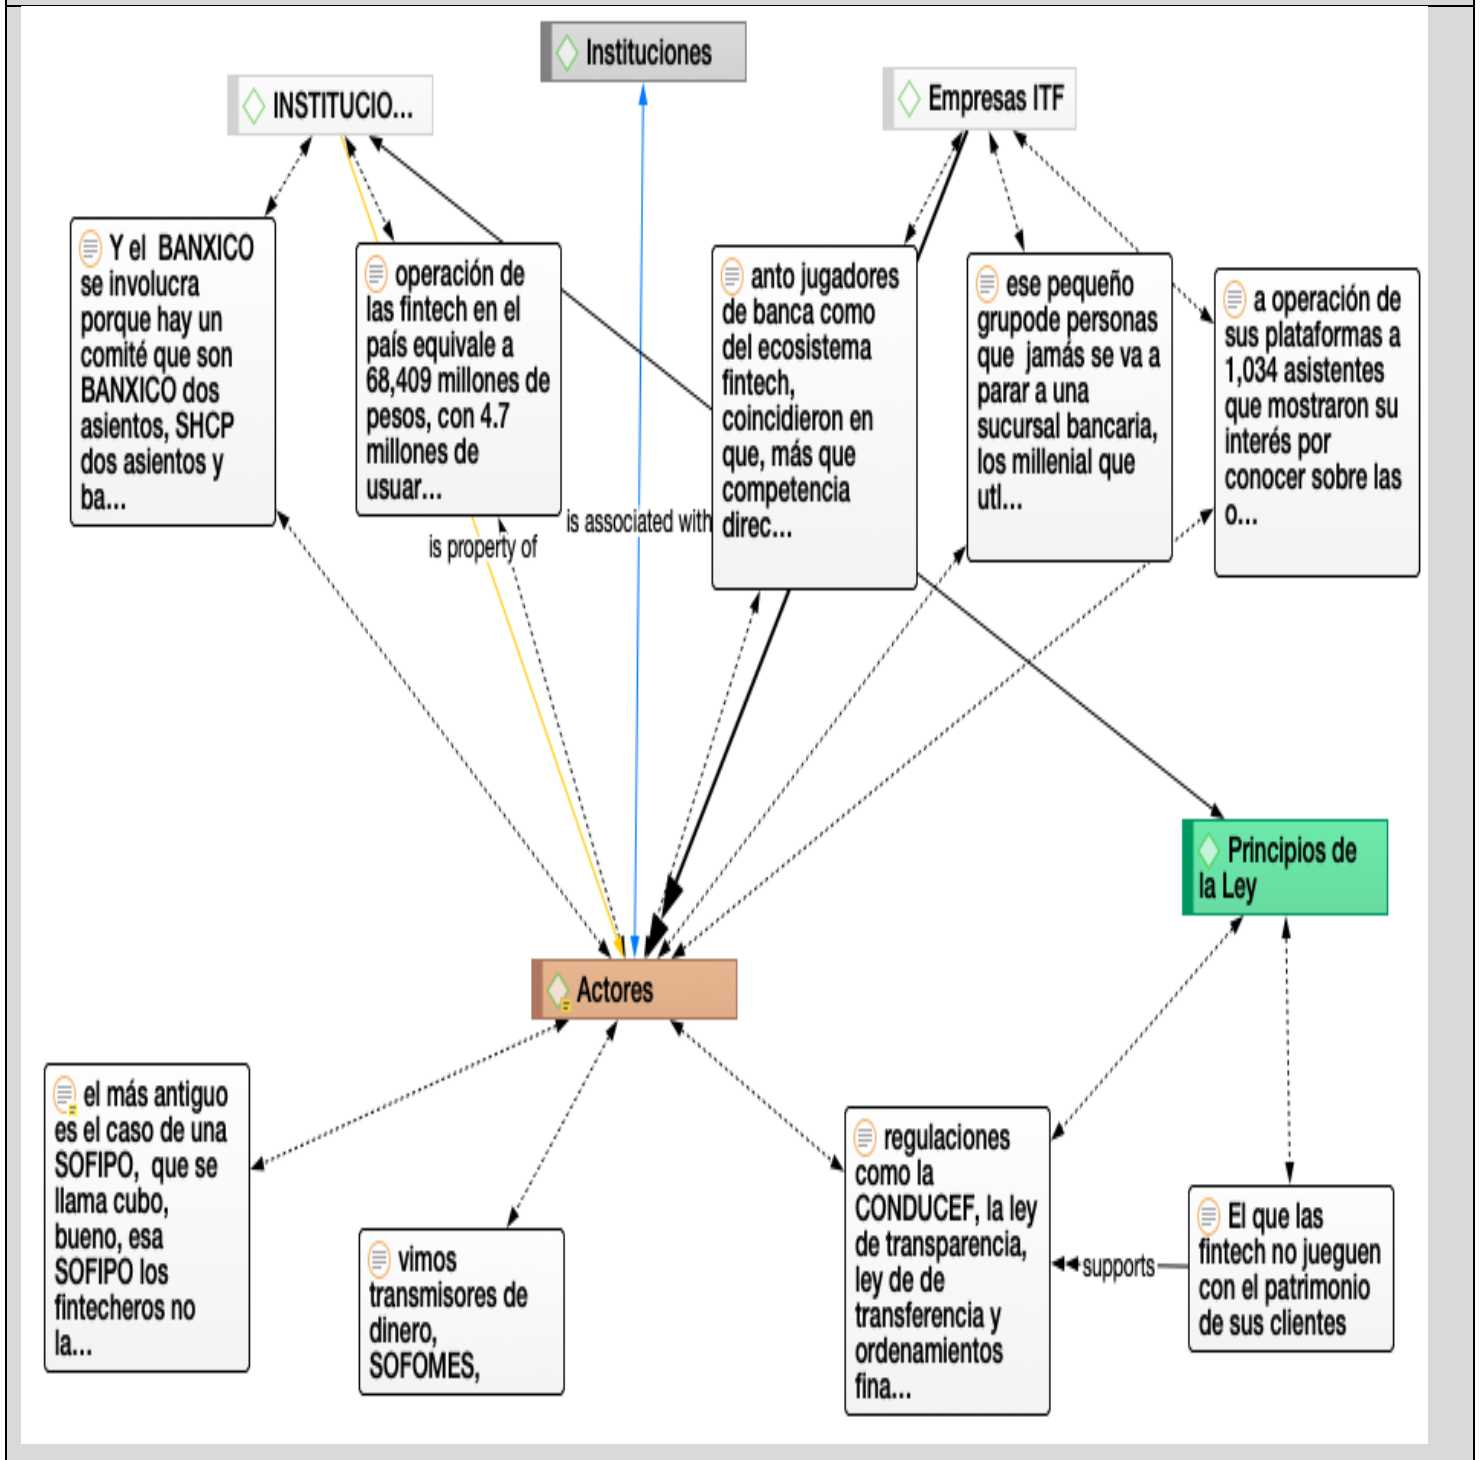 Instituciones
INSTITUCIO...
Empresas ITF
Y el BANXICO
se involucra
porque hay un
comité que son
BANXICO dos
asientos, SHCP
dos asientos y
ba...
operación de
las fintech en el
país equivale a
68,409 millones de
pesos, con 4.7
millones de
usuar...
anto jugadores
de banca como
del ecosistema
fintech,
coincidieron en
que, más que
competencia
direc...
ese pequeño
grupode personas
que jamás se va a
parar a una
sucursal bancaria,
los millenial que
utl...
a operación de
sus plataformas a
1,034 asistentes
que mostraron su
interés por
conocer sobre las
o...
is property of
is associated with
Principios de
la Ley
Actores
el más antiguo
es el caso de una
SOFIPO, que se
llama cubo,
bueno, esa
SOFIPO los
fintecheros no
la...
vimos
transmisores de
dinero,
SOFOMES,
regulaciones
como la
CONDUCEF, la ley
de transparencia,
ley de de
transferencia y
ordenamientos
fina...
supports
El que las
fintech no jueguen
con el patrimonio
de sus clientes